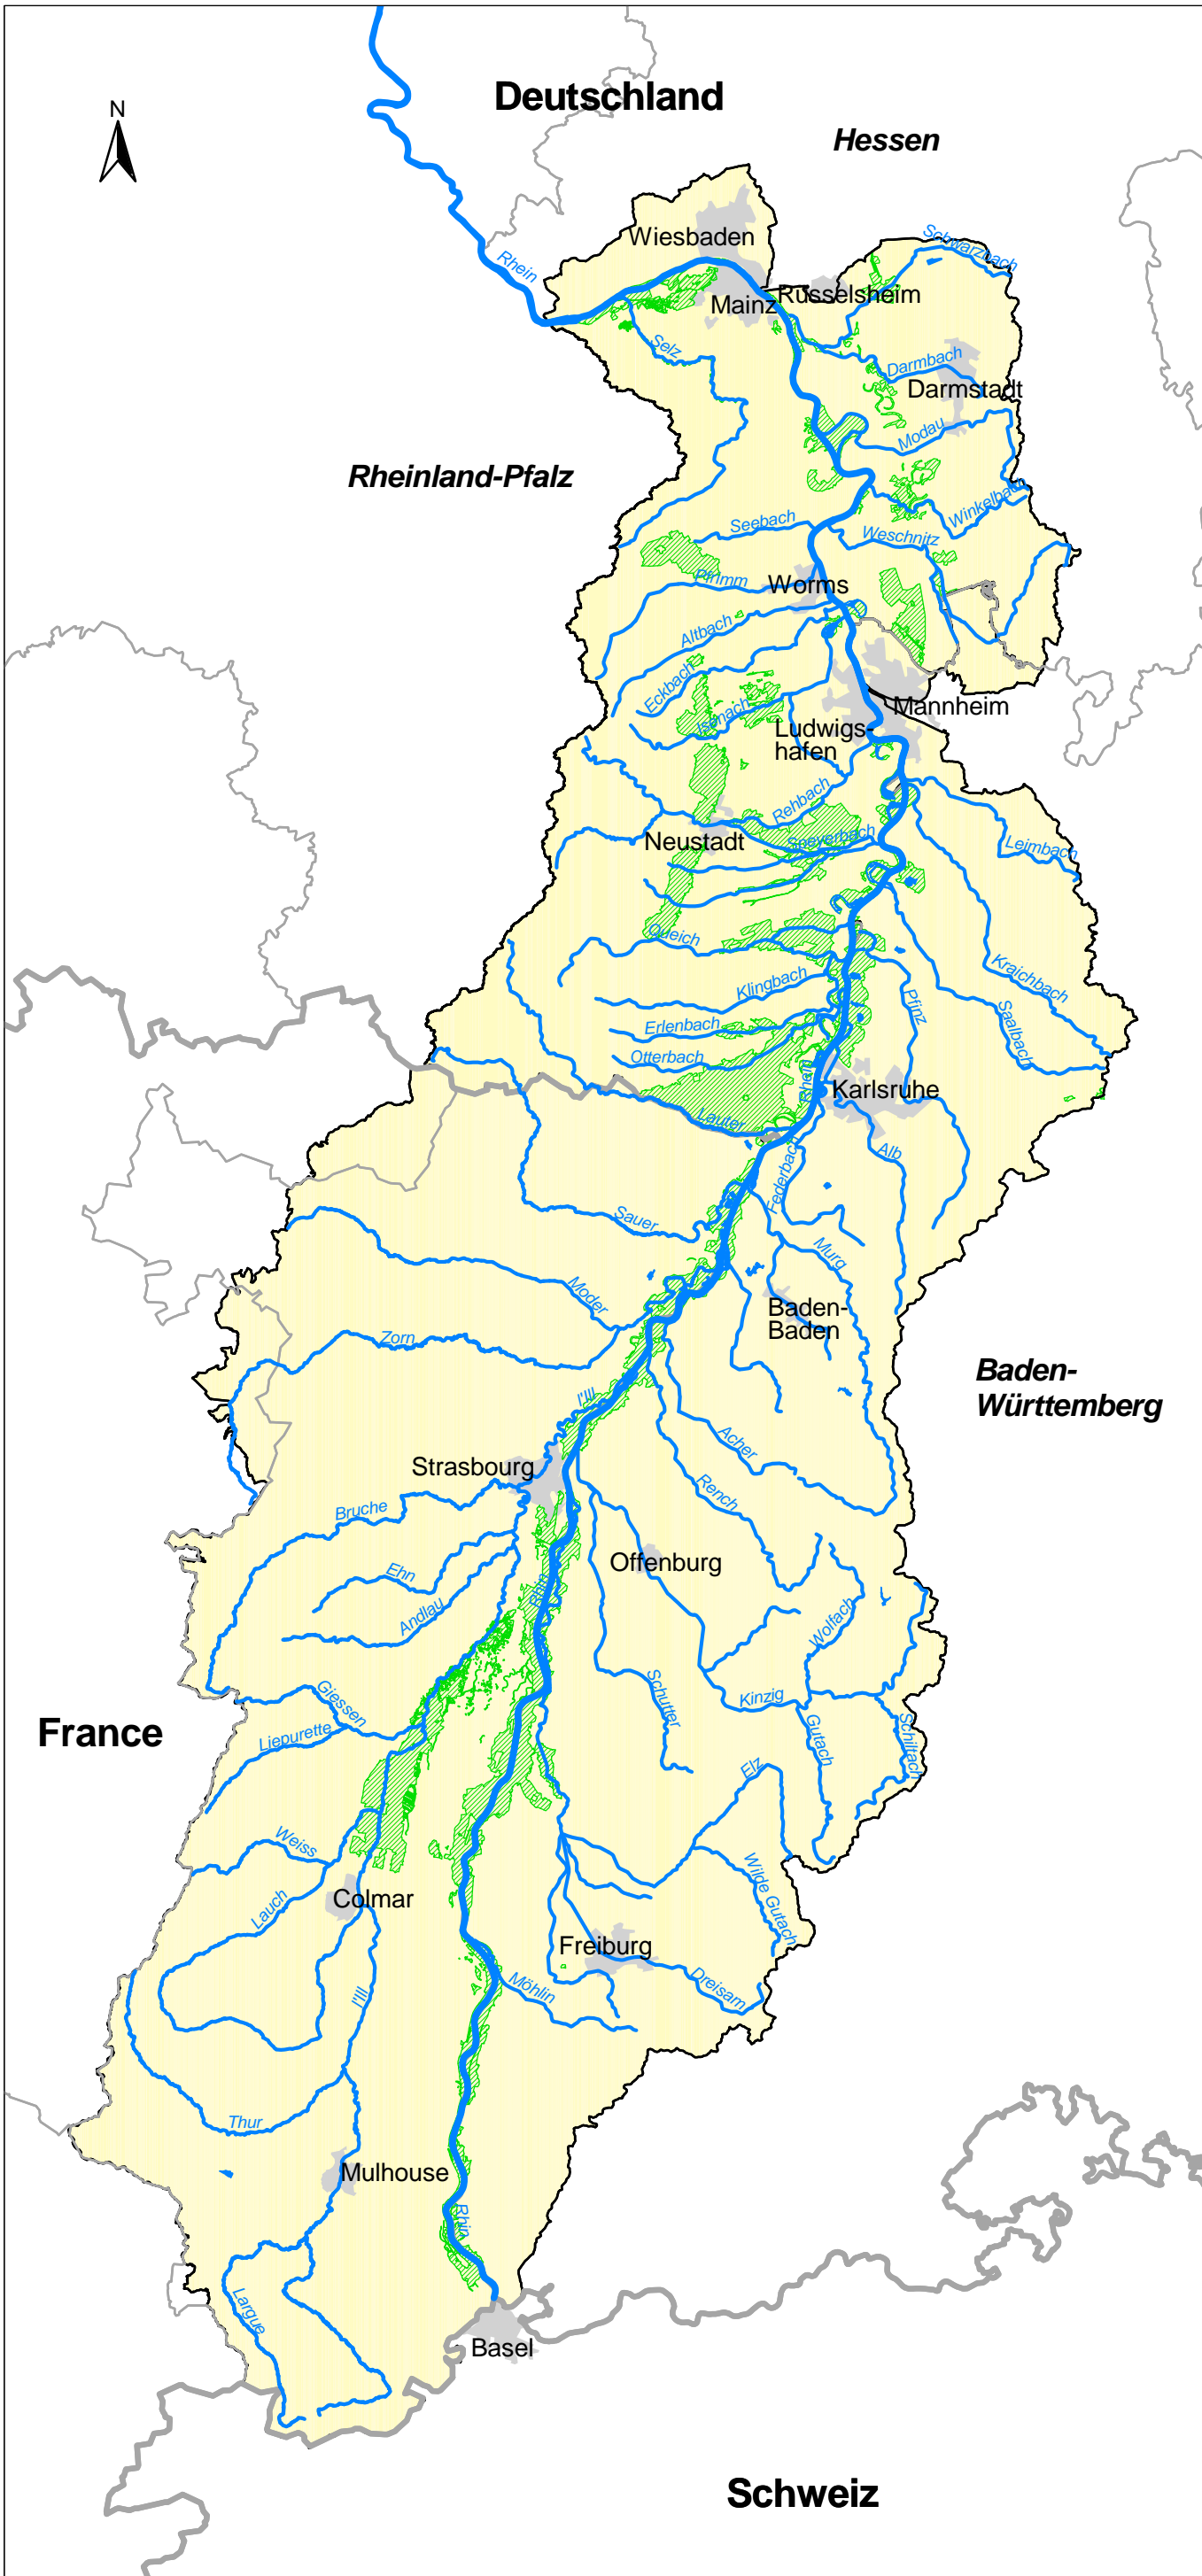 Deutschland
N
Hessen
Schwarzbach
Wiesbaden
Rhein
Rüsselsheim
Mainz
Selz
Darmbach
Darmstadt
Modau
Rheinland-Pfalz
Winkelbach
Seebach
Weschnitz
Pfrimm
Worms
Altbach
Eckbach
Isenach
Mannheim
Ludwigs-
hafen
Rehbach
Speyerbach
Neustadt
Leimbach
Queich
Kraichbach
Klingbach
Pfinz
Saalbach
Erlenbach
Otterbach
Rhein
Karlsruhe
Lauter
Federbach
Alb
Sauer
Murg
Moder
Baden-
Baden
Zorn
Baden-
Württemberg
l'Ill
Acher
Strasbourg
Rench
Bruche
Offenburg
Ehn
Rhin
Andlau
Wolfach
Schutter
Giessen
Kinzig
France
Liepurette
Gutach
Schiltach
Elz
Weiss
Wilde Gutach
Lauch
Colmar
Freiburg
Möhlin
Dreisam
l'Ill
Thur
Mulhouse
Rhin
Largue
Basel
Schweiz